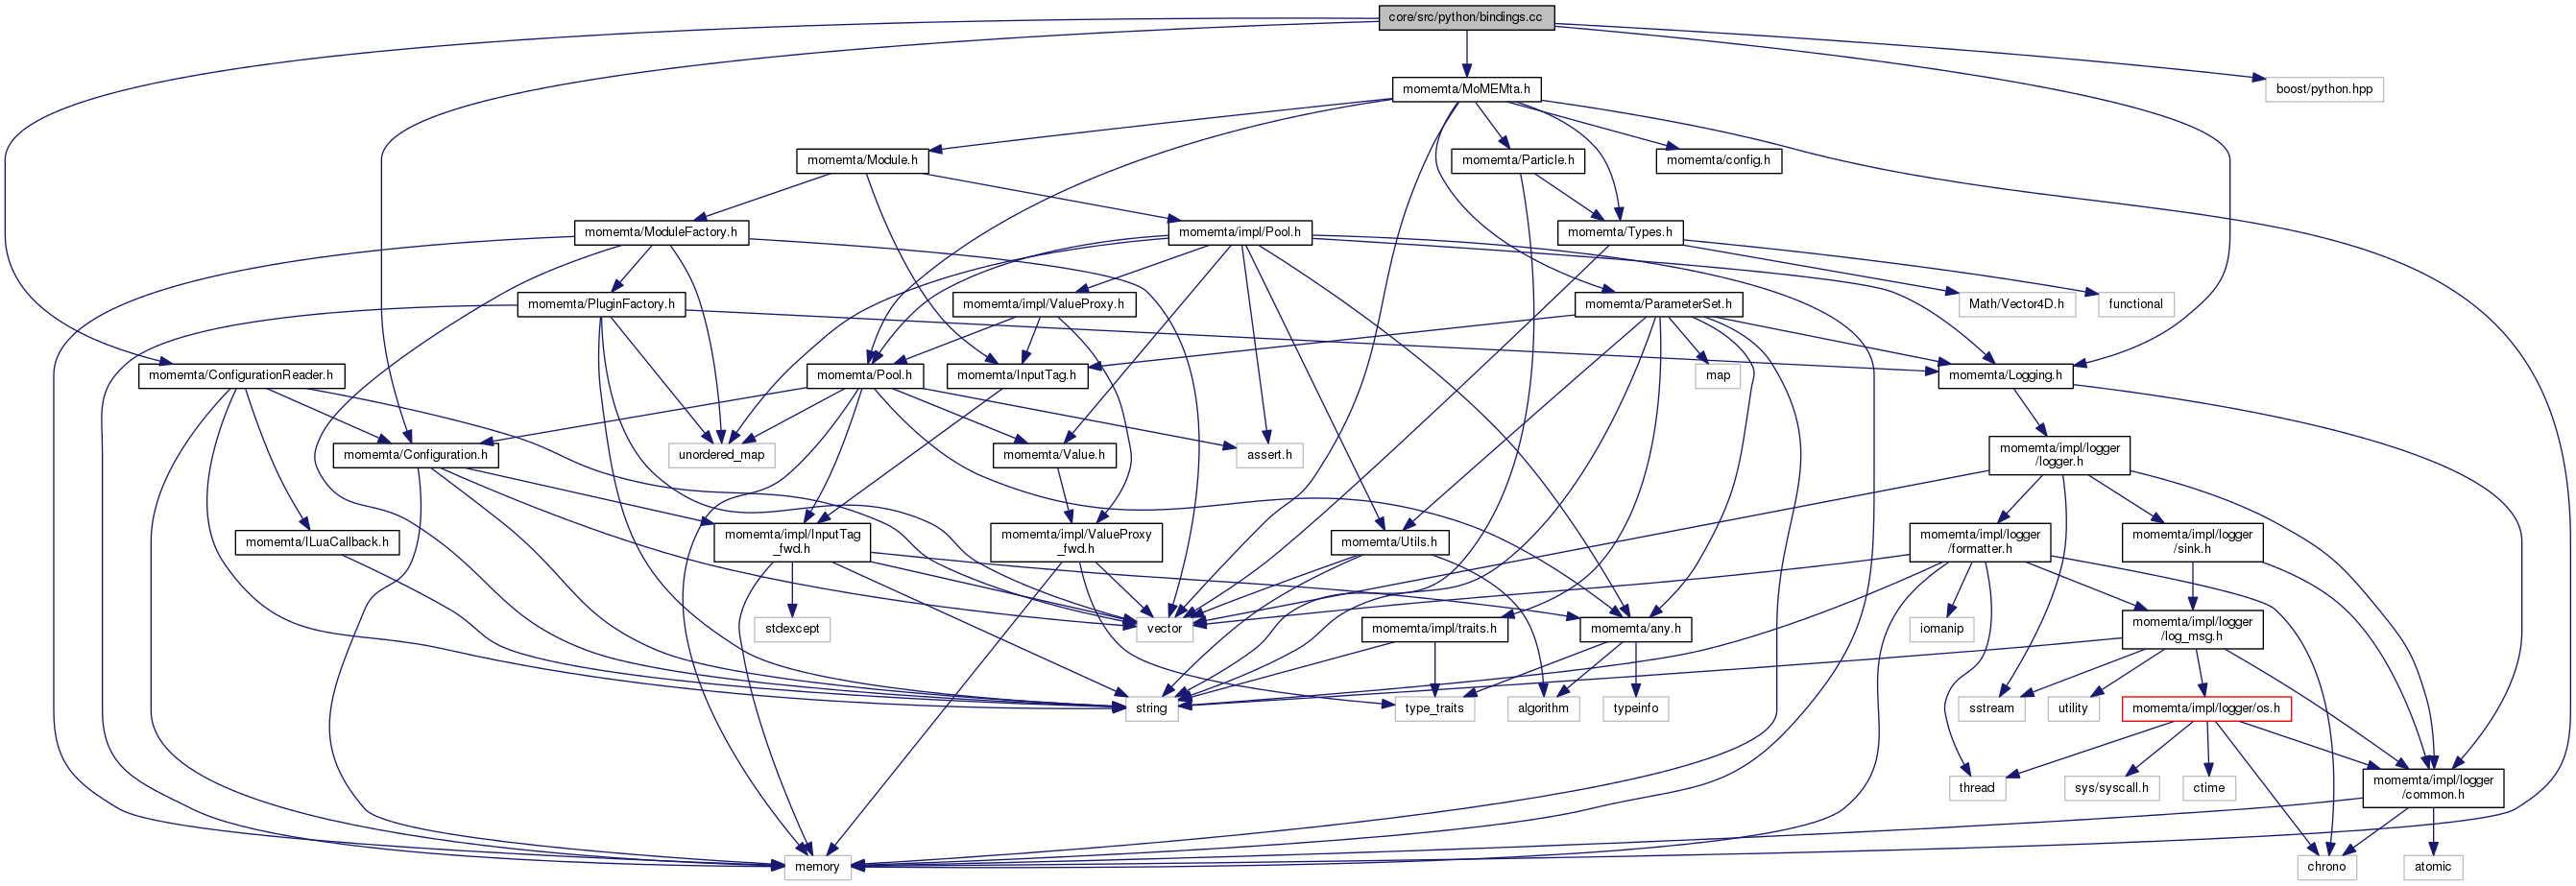 core/src/python/bindings.cc
momemta/MoMEMta.h
boost/python.hpp
momemta/Module.h
momemta/Particle.h
momemta/config.h
momemta/ModuleFactory.h
momemta/impl/Pool.h
momemta/Types.h
momemta/PluginFactory.h
momemta/impl/ValueProxy.h
momemta/ParameterSet.h
Math/Vector4D.h
functional
momemta/ConfigurationReader.h
momemta/Pool.h
momemta/InputTag.h
map
momemta/Logging.h
momemta/Configuration.h
unordered_map
momemta/Value.h
assert.h
momemta/impl/logger
/logger.h
momemta/ILuaCallback.h
momemta/impl/InputTag
_fwd.h
momemta/impl/ValueProxy
_fwd.h
momemta/Utils.h
momemta/impl/logger
/formatter.h
momemta/impl/logger
/sink.h
stdexcept
vector
momemta/impl/traits.h
momemta/any.h
iomanip
momemta/impl/logger
/log_msg.h
string
type_traits
algorithm
typeinfo
sstream
utility
momemta/impl/logger/os.h
thread
sys/syscall.h
ctime
momemta/impl/logger
/common.h
memory
chrono
atomic